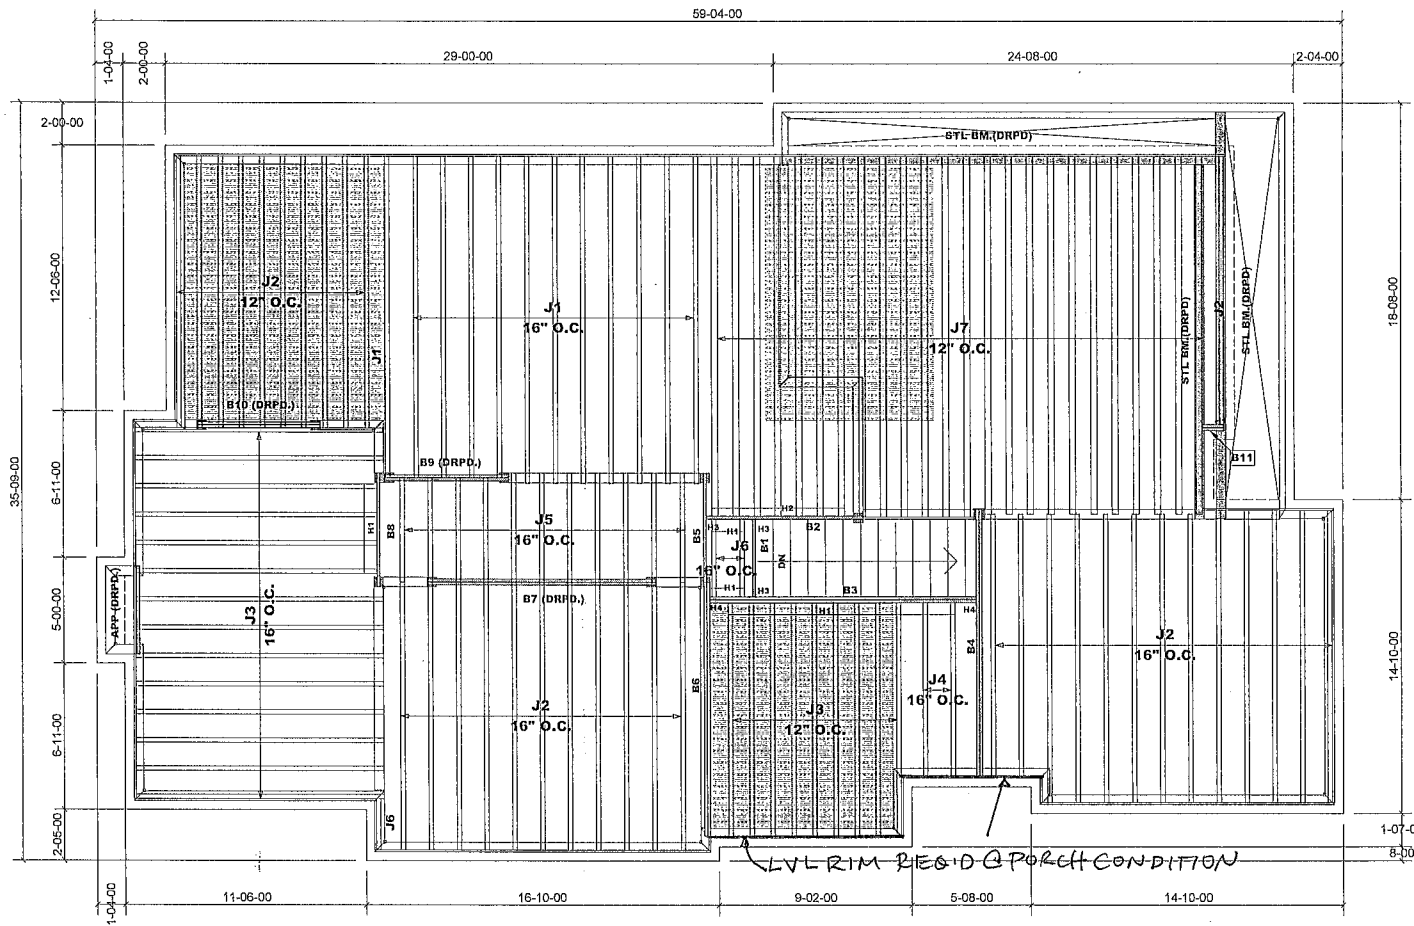 59-04-00
1-04-00
2-00-00
29-00-00
24-08-00
2-04-00
2-00-00
STL BM.(DRPD)
12-06-00
J2
12" O.C.
J1
J1
16" O.C.
J7
12" O.C.
STL BM.(DRPD)
J2
STL BM.(DRPD)
18-08-00
B10 (DRPD.)
35-09-00
6-11-00
B9 (DRPD.)
B11
H1
B8
J5
16" O.C.
B5
H2
H3
H1
H3
B2
J6
16" O.C.
B1
DN
H1
H3
B3
5-00-00
APP (DRPD.)
J3
16" O.C.
B7 (DRPD.)
H4
H1
H4
B4
J2
16" O.C.
14-10-00
6-11-00
J2
16" O.C.
B6
J3
12" O.C.
J4
16" O.C.
2-05-00
J6
1-07-0
8-00
LVL RIM REQ'D @ PORCH CONDITION
1-04-00
11-06-00
16-10-00
9-02-00
5-08-00
14-10-00